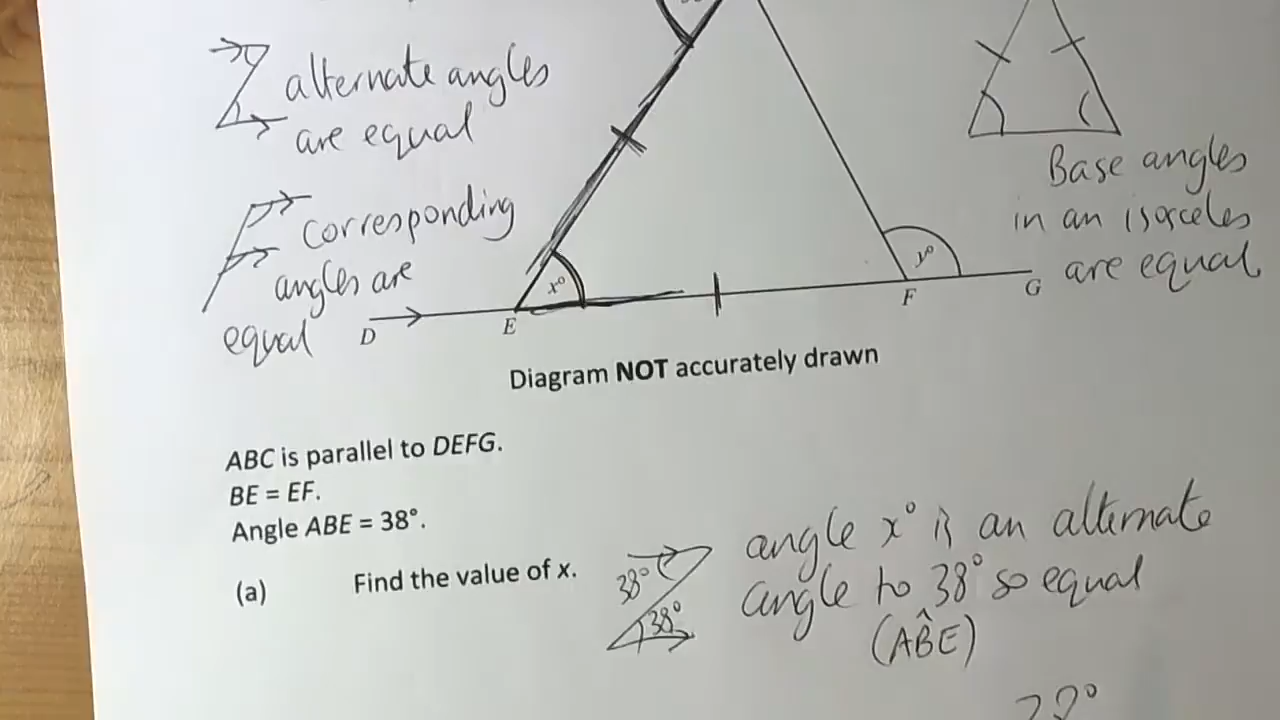 alternate angles
are equal
corresponding
angles are
equal
Base angles
in an isosceles
are equal
x°
y°
D
E
F
G
Diagram NOT accurately drawn
ABC is parallel to DEFG.
BE = EF.
Angle ABE = 38°.
(a) Find the value of x.
38°
38°
angle x° is an alternate
angle to 38° so equal
(AB̂E)